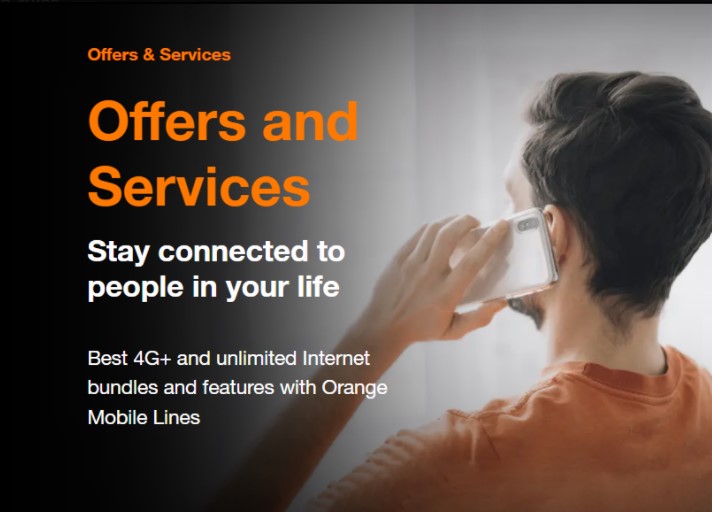 Offers & Services
Offers and
Services
Stay connected to
people in your life
Best 4G+ and unlimited Internet
bundles and features with Orange
Mobile Lines